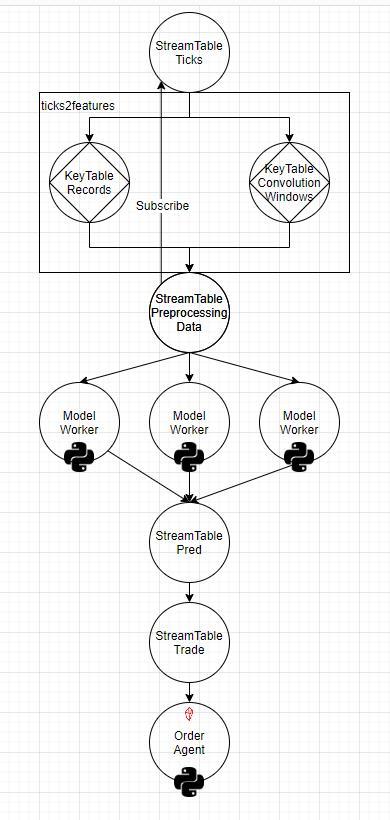 StreamTable
Ticks
ticks2features
KeyTable
Records
KeyTable
Convolution
Windows
Subscribe
StreamTable
Preprocessing
Data
Model
Worker
Model
Worker
Model
Worker
StreamTable
Pred
StreamTable
Trade
Order
Agent